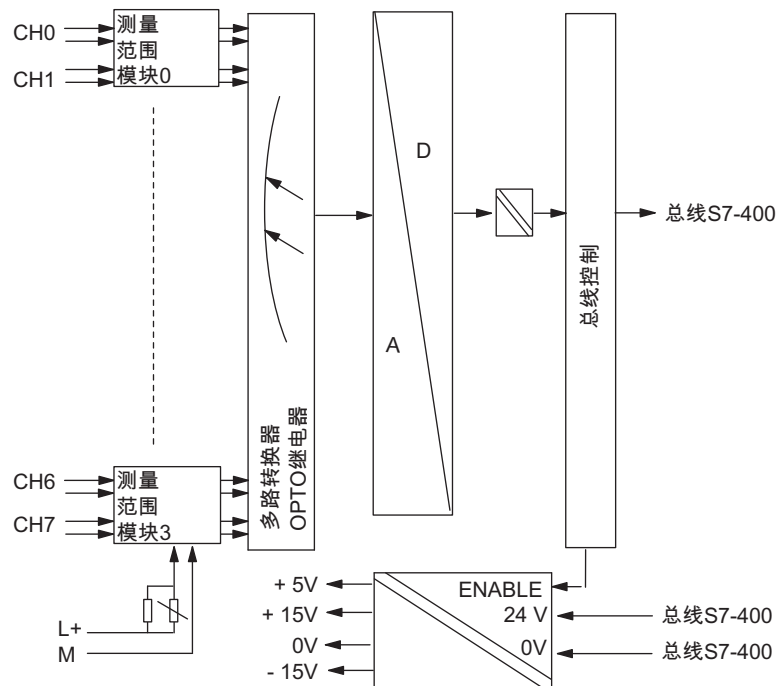 CH0
CH1
测量
范围
模块0
D
A
总线控制
总线S7-400
多路转换器
OPTO继电器
CH6
CH7
测量
范围
模块3
L+
M
+ 5V
+ 15V
0V
- 15V
ENABLE
24 V
0V
总线S7-400
总线S7-400